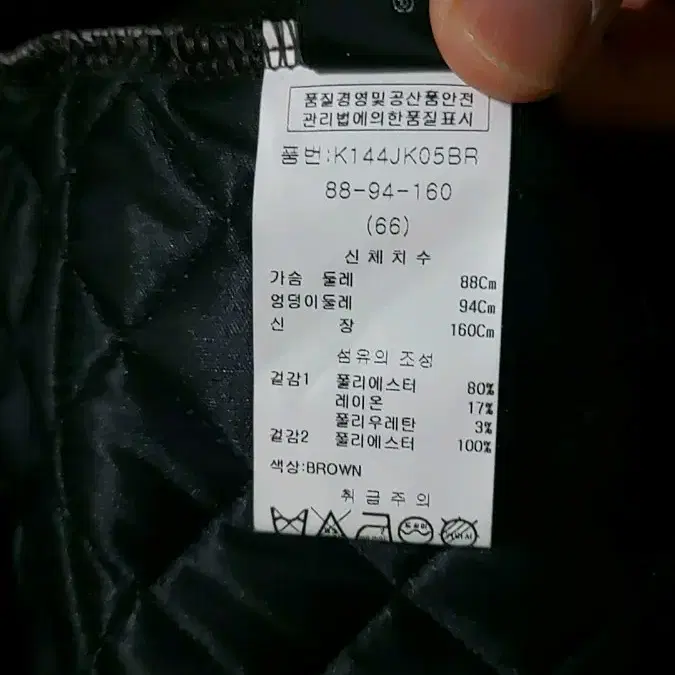 품질경영및공산품안전
관리법에의한품질표시
품번:K144JK05BR
88-94-160
(66)
신체치수
가슴 둘레 88Cm
엉덩이둘레 94Cm
신 장 160Cm
섬유의 조성
겉감1 폴리에스터 80%
레이온 17%
폴리우레탄 3%
겉감2 폴리에스터 100%
색상:BROWN
취급주의
드라이